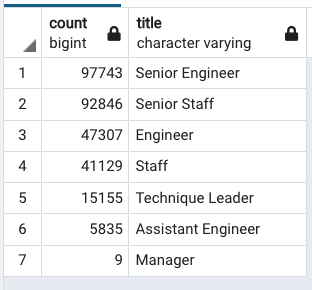 count title
bigint character varying
1 97743 Senior Engineer
2 92846 Senior Staff
3 47307 Engineer
4 41129 Staff
5 15155 Technique Leader
6 5835 Assistant Engineer
7 9 Manager